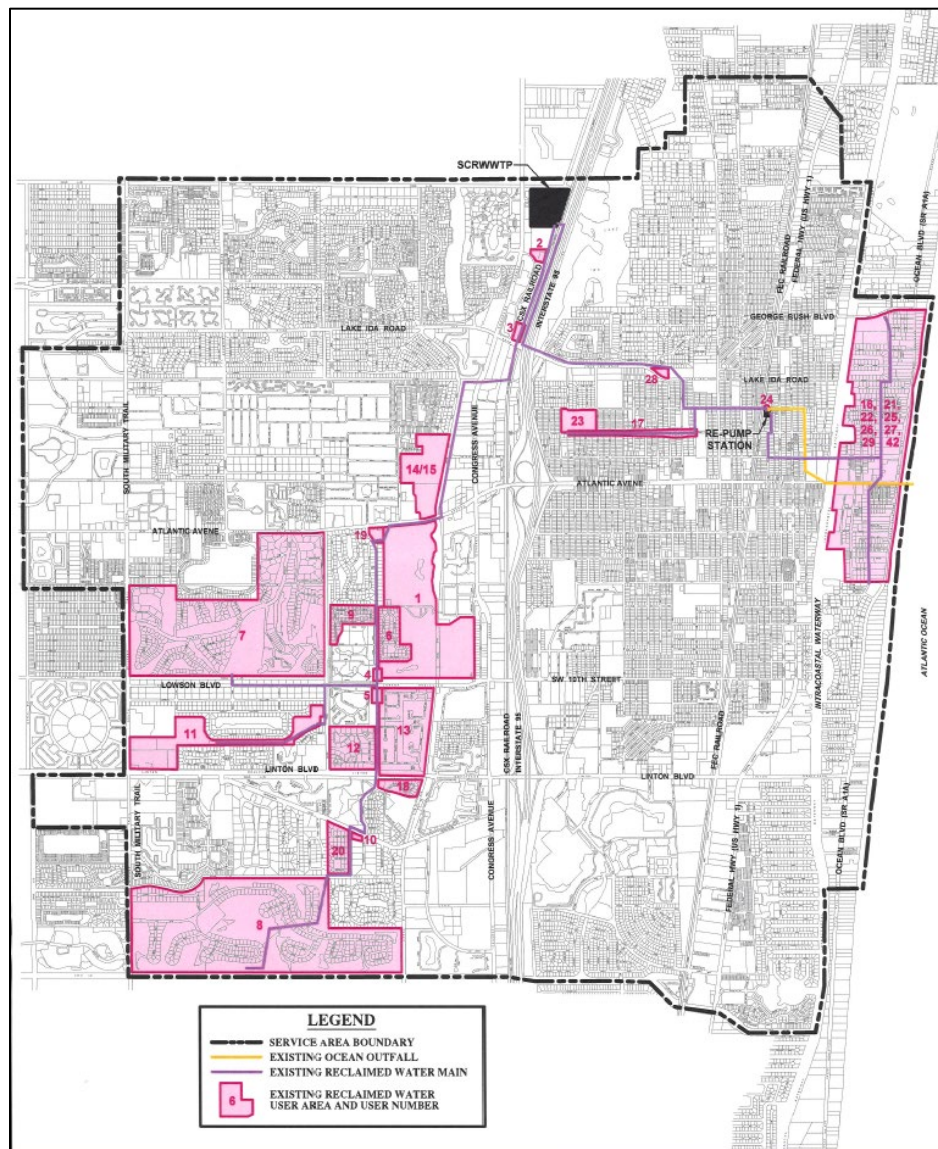 SCRWWTP
FEC RAILROAD
FEDERAL HWY (US HWY 1)
OCEAN BLVD (SR A1A)
2
CSX RAILROAD
INTERSTATE 95
3
LAKE IDA ROAD
GEORGE BUSH BLVD
28
LAKE IDA ROAD
24
23
17
RE-PUMP
STATION
16, 21,
22, 25,
26, 27,
29 42
SOUTH MILITARY TRAIL
CONGRESS AVENUE
14/15
ATLANTIC AVENE
ATLANTIC AVENE
19
1
9
6
7
4
LOWSON BLVD
5
SW 10TH STREET
INTRACOASTAL WATERWAY
ATLANTIC OCEAN
11
12
13
LINTON BLVD
18
CSX RAILROAD
INTERSTATE 95
FEC RAILROAD
LINTON BLVD
SOUTH MILITARY TRAIL
10
20
CONGRESS AVENUE
FEDERAL HWY (US HWY 1)
OCEAN BLVD (SR A1A)
8
LEGEND
SERVICE AREA BOUNDARY
EXISTING OCEAN OUTFALL
EXISTING RECLAIMED WATER MAIN
6
EXISTING RECLAIMED WATER
USER AREA AND USER NUMBER